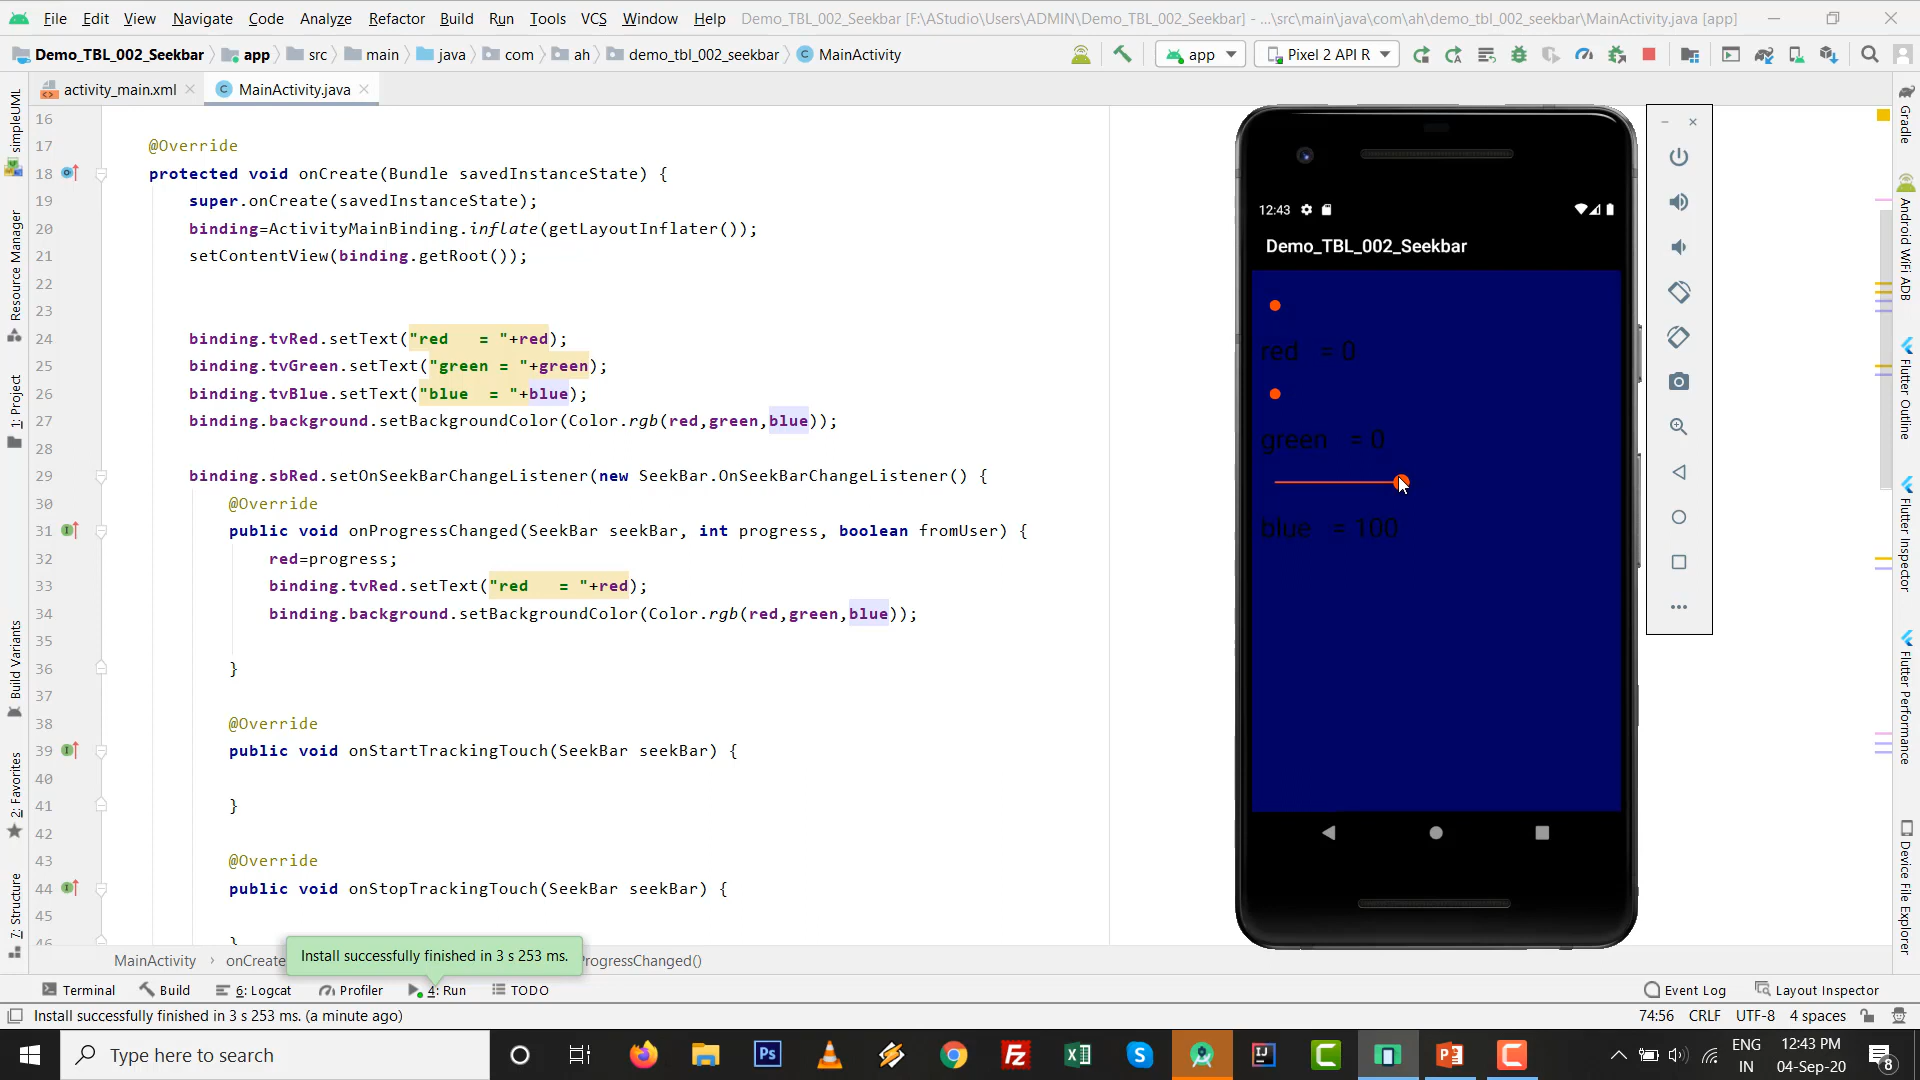 File Edit View Navigate Code Analyze Refactor Build Run Tools VCS Window Help Demo_TBL_002_Seekbar [F:\AStudio\Users\ADMIN\Demo_TBL_002_Seekbar] - ...\src\main\java\com\ah\demo_tbl_002_seekbar\MainActivity.java [app]
Demo_TBL_002_Seekbar app src main java com ah demo_tbl_002_seekbar MainActivity app Pixel 2 API R
activity_main.xml MainActivity.java
simpleUML
Resource Manager
1: Project
Build Variants
2: Favorites
7: Structure
16
17 @Override
18 protected void onCreate(Bundle savedInstanceState) {
19 super.onCreate(savedInstanceState);
20 binding=ActivityMainBinding.inflate(getLayoutInflater());
21 setContentView(binding.getRoot());
22
23
24 binding.tvRed.setText("red   = "+red);
25 binding.tvGreen.setText("green = "+green);
26 binding.tvBlue.setText("blue  = "+blue);
27 binding.background.setBackgroundColor(Color.rgb(red,green,blue));
28
29 binding.sbRed.setOnSeekBarChangeListener(new SeekBar.OnSeekBarChangeListener() {
30 @Override
31 public void onProgressChanged(SeekBar seekBar, int progress, boolean fromUser) {
32 red=progress;
33 binding.tvRed.setText("red   = "+red);
34 binding.background.setBackgroundColor(Color.rgb(red,green,blue));
35
36 }
37
38 @Override
39 public void onStartTrackingTouch(SeekBar seekBar) {
40
41 }
42
43 @Override
44 public void onStopTrackingTouch(SeekBar seekBar) {
45
46 }
12:43
Demo_TBL_002_Seekbar
red = 0
green = 0
blue = 100
Gradle
Android WiFi ADB
Flutter Outline
Flutter Inspector
Flutter Performance
Device File Explorer
MainActivity › onCreate
Install successfully finished in 3 s 253 ms.
ProgressChanged()
Terminal Build 6: Logcat Profiler 4: Run TODO Event Log Layout Inspector
Install successfully finished in 3 s 253 ms. (a minute ago) 74:56 CRLF UTF-8 4 spaces
Type here to search
ENG
IN
12:43 PM
04-Sep-20
8